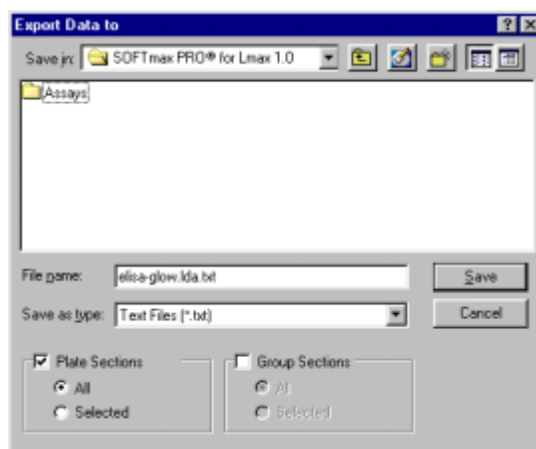 Export Data to
Save in: SOFTmax PRO® for Lmax 1.0
Assays
File name: elisa-glow.lda.txt Save
Save as type: Text Files (*.txt) Cancel
Plate Sections Group Sections
All All
Selected Selected